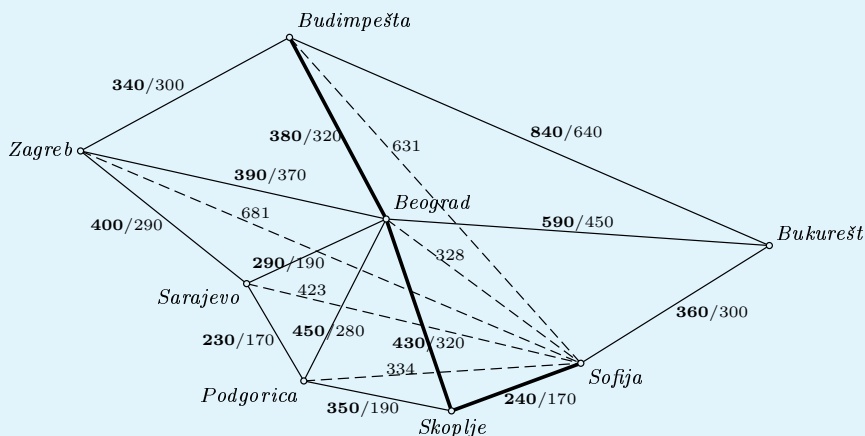 Budimpešta
340/300
840/640
380/320
631
Zagreb
390/370
Beograd
681
400/290
590/450
Bukurešt
328
290/190
423
Sarajevo
360/300
450/280
230/170
430/320
334
Sofija
Podgorica
240/170
350/190
Skoplje